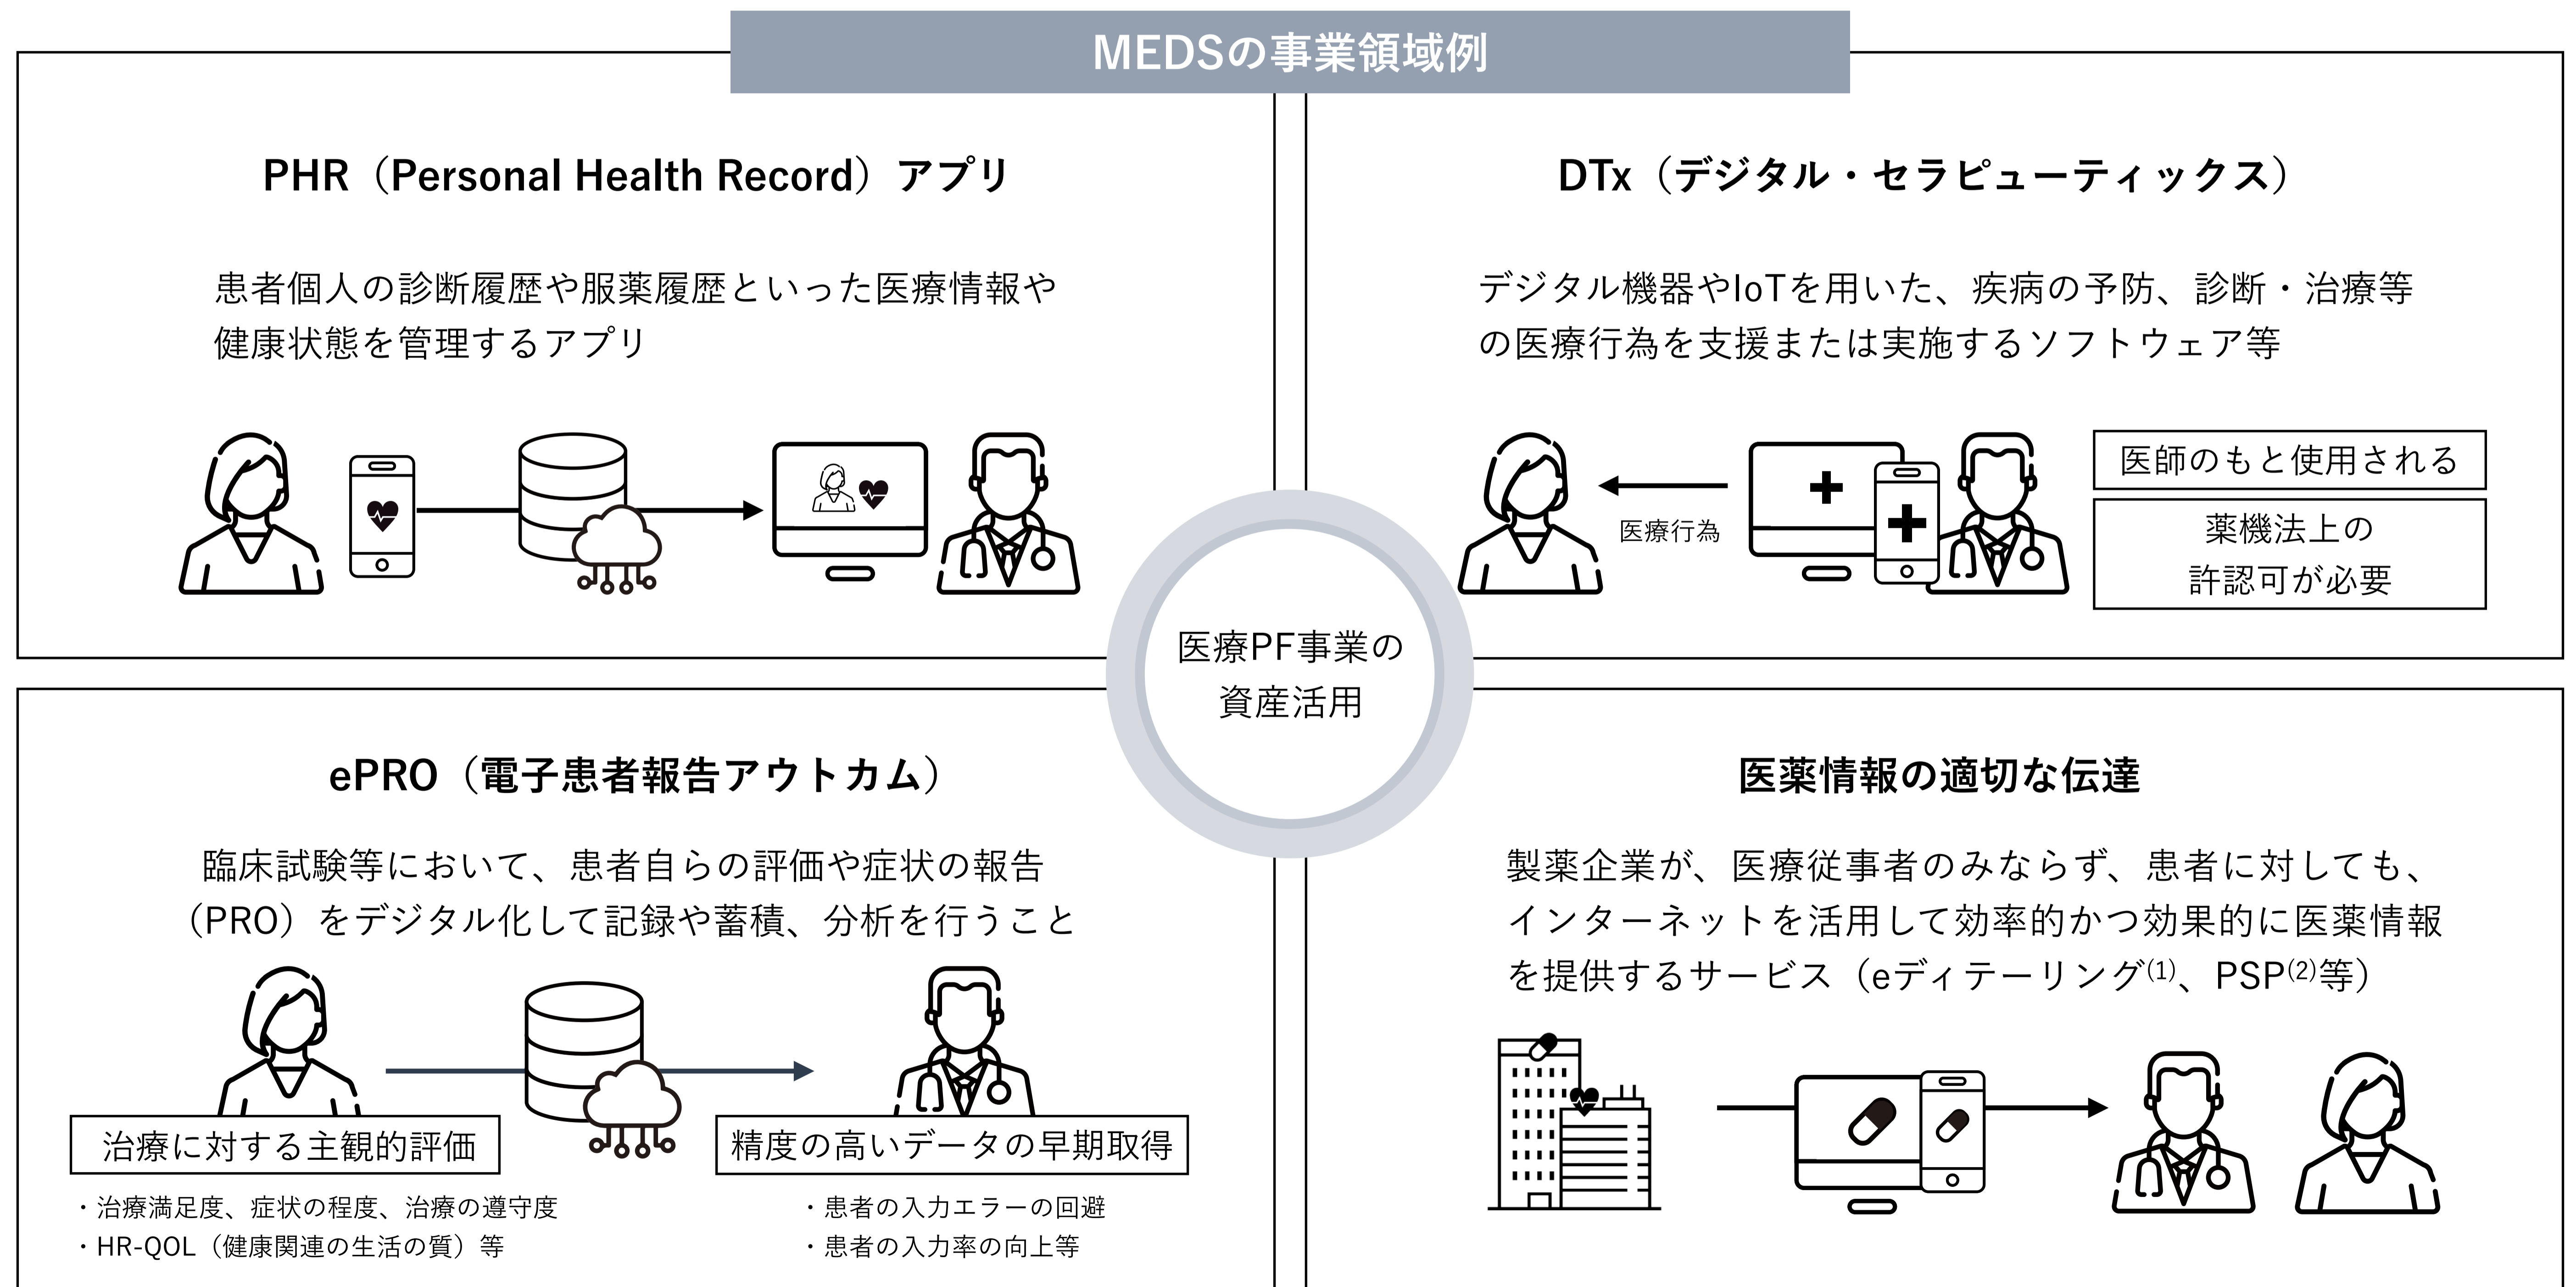 MEDSの事業領域例
PHR（Personal Health Record）アプリ
患者個人の診断履歴や服薬履歴といった医療情報や
健康状態を管理するアプリ
DTx（デジタル・セラピューティックス）
デジタル機器やIoTを用いた、疾病の予防、診断・治療等
の医療行為を支援または実施するソフトウェア等
医療行為
医師のもと使用される
薬機法上の
許認可が必要
医療PF事業の
資産活用
ePRO（電子患者報告アウトカム）
臨床試験等において、患者自らの評価や症状の報告
（PRO）をデジタル化して記録や蓄積、分析を行うこと
治療に対する主観的評価
・治療満足度、症状の程度、治療の遵守度
・HR-QOL（健康関連の生活の質）等
精度の高いデータの早期取得
・患者の入力エラーの回避
・患者の入力率の向上等
医薬情報の適切な伝達
製薬企業が、医療従事者のみならず、患者に対しても、
インターネットを活用して効率的かつ効果的に医薬情報
を提供するサービス（eディテーリング(1)、PSP(2)等）